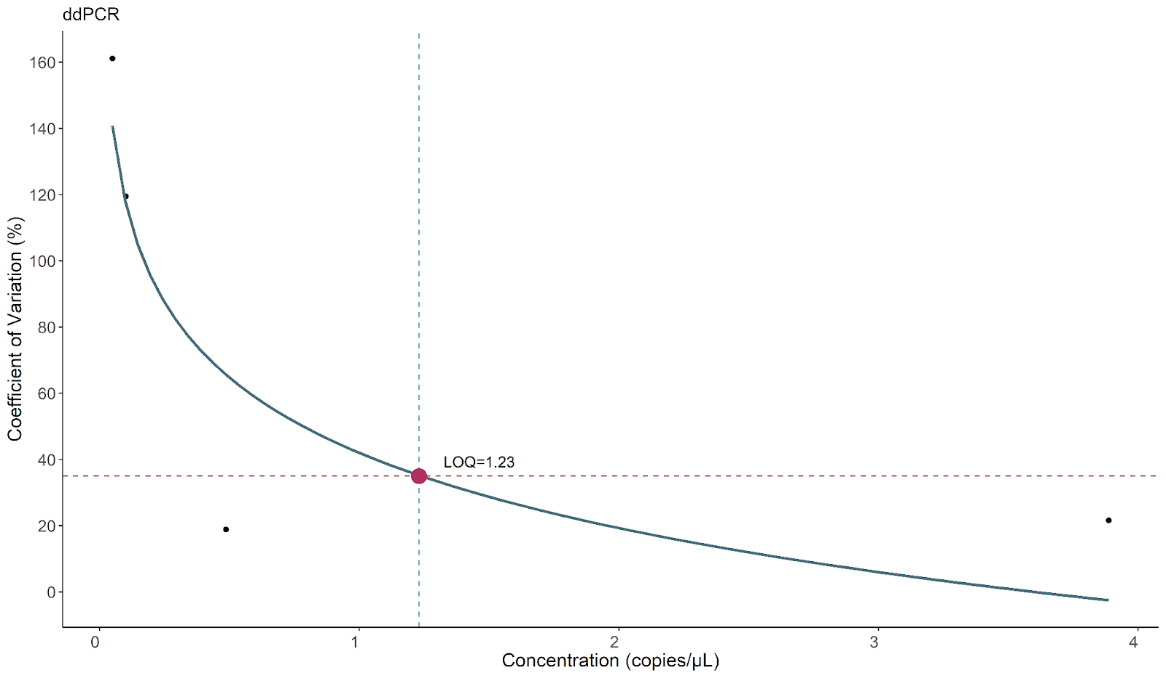 ddPCR
160
140
120
100
80
60
40
20
0
Coefficient of Variation (%)
LOQ=1.23
0 1 2 3 4
Concentration (copies/µL)